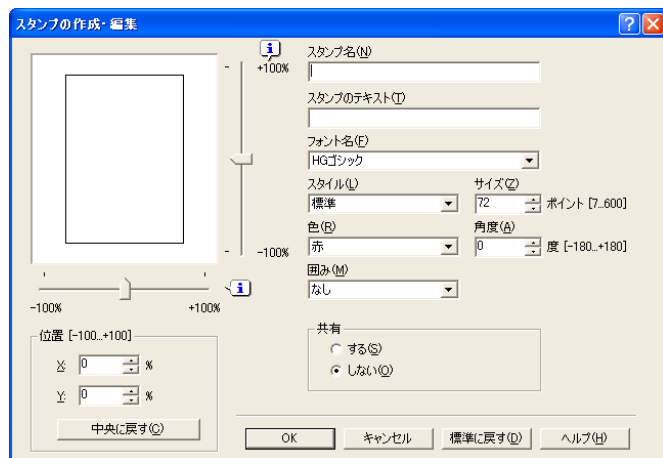 スタンプの作成・編集
+100%
-100%
-100%
+100%
位置 [-100...+100]
X: 0 %
Y: 0 %
中央に戻す(C)
スタンプ名(N)
スタンプのテキスト(T)
フォント名(F)
HGゴシック
スタイル(L) サイズ(Z)
標準 72 ポイント [7...600]
色(R) 角度(A)
赤 0 度 [-180...+180]
囲み(M)
なし
共有
する(S)
しない(O)
OK キャンセル 標準に戻す(D) ヘルプ(H)